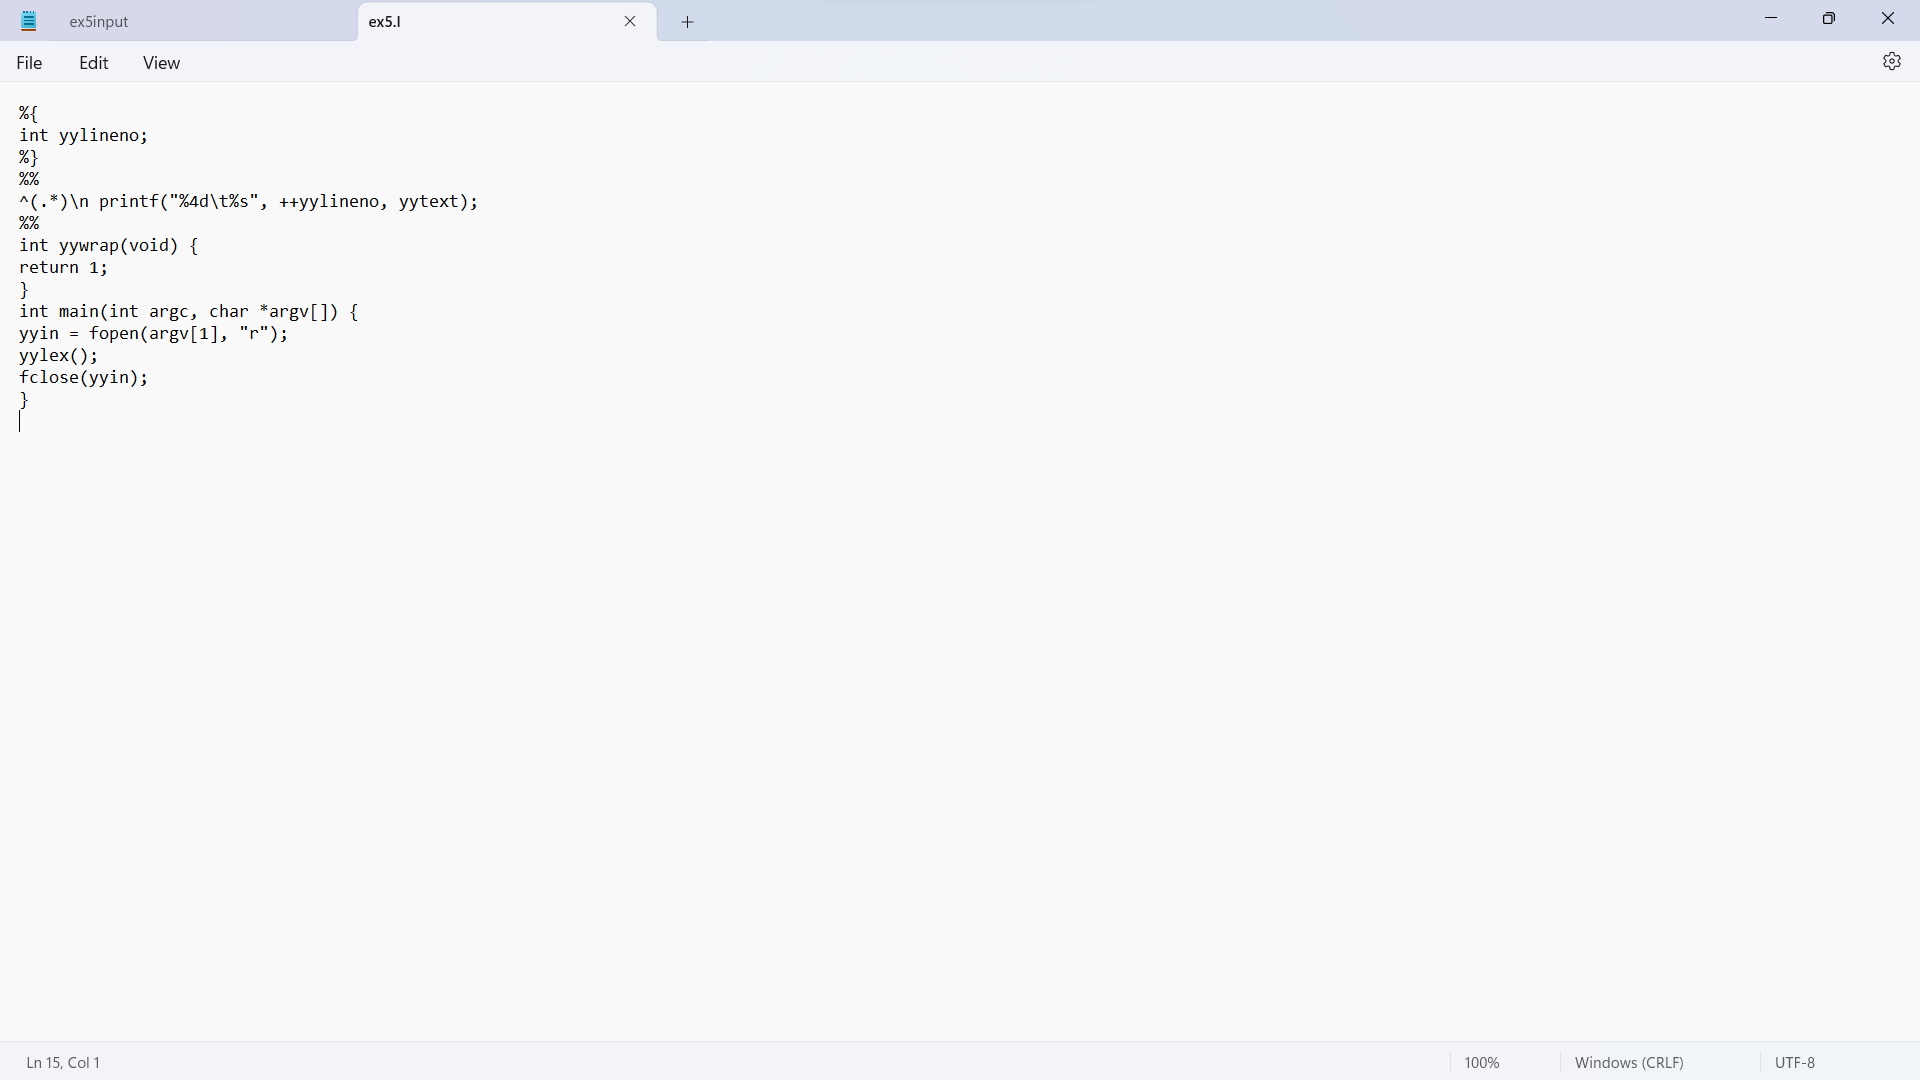 ex5input
ex5.l
File Edit View
%{
int yylineno;
%}
%%
^(.*)\n printf("%4d\t%s", ++yylineno, yytext);
%%
int yywrap(void) {
return 1;
}
int main(int argc, char *argv[]) {
yyin = fopen(argv[1], "r");
yylex();
fclose(yyin);
}
Ln 15, Col 1
100%
Windows (CRLF)
UTF-8